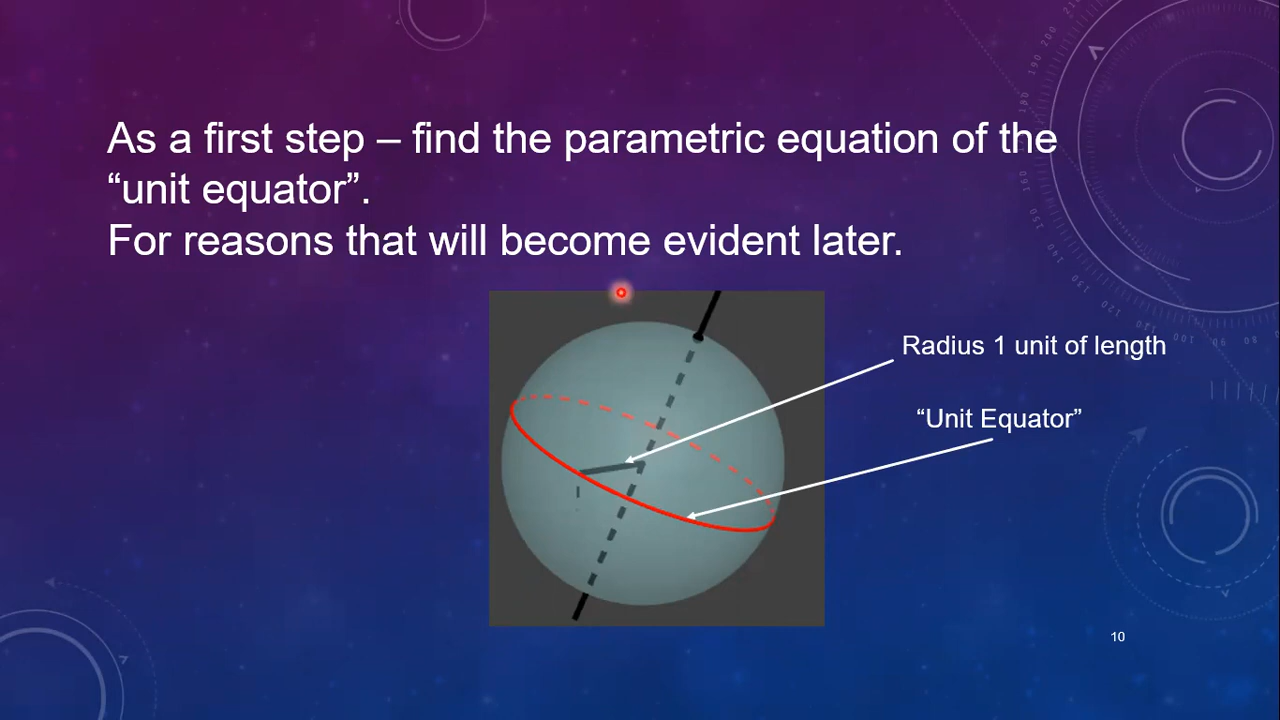 As a first step – find the parametric equation of the
“unit equator”.
For reasons that will become evident later.
Radius 1 unit of length
“Unit Equator”
10